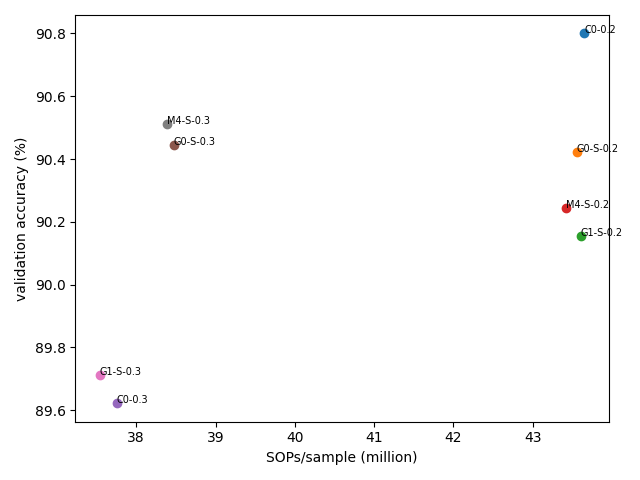 90.8
90.6
90.4
90.2
90.0
89.8
89.6
validation accuracy (%)
C0-0.2
M4-S-0.3
G0-S-0.3
G0-S-0.2
M4-S-0.2
G1-S-0.2
G1-S-0.3
C0-0.3
38 39 40 41 42 43
SOPs/sample (million)